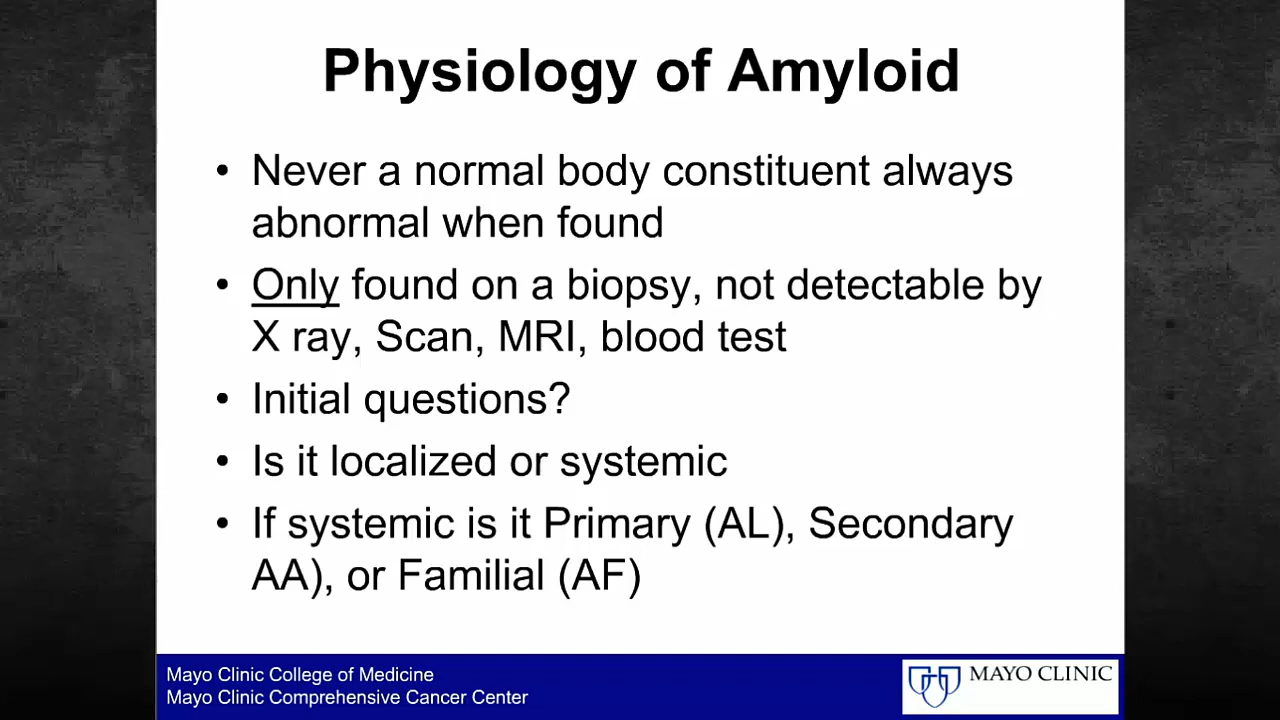 Physiology of Amyloid
• Never a normal body constituent always
abnormal when found
• Only found on a biopsy, not detectable by
X ray, Scan, MRI, blood test
• Initial questions?
• Is it localized or systemic
• If systemic is it Primary (AL), Secondary
AA), or Familial (AF)
Mayo Clinic College of Medicine
Mayo Clinic Comprehensive Cancer Center
MAYO CLINIC